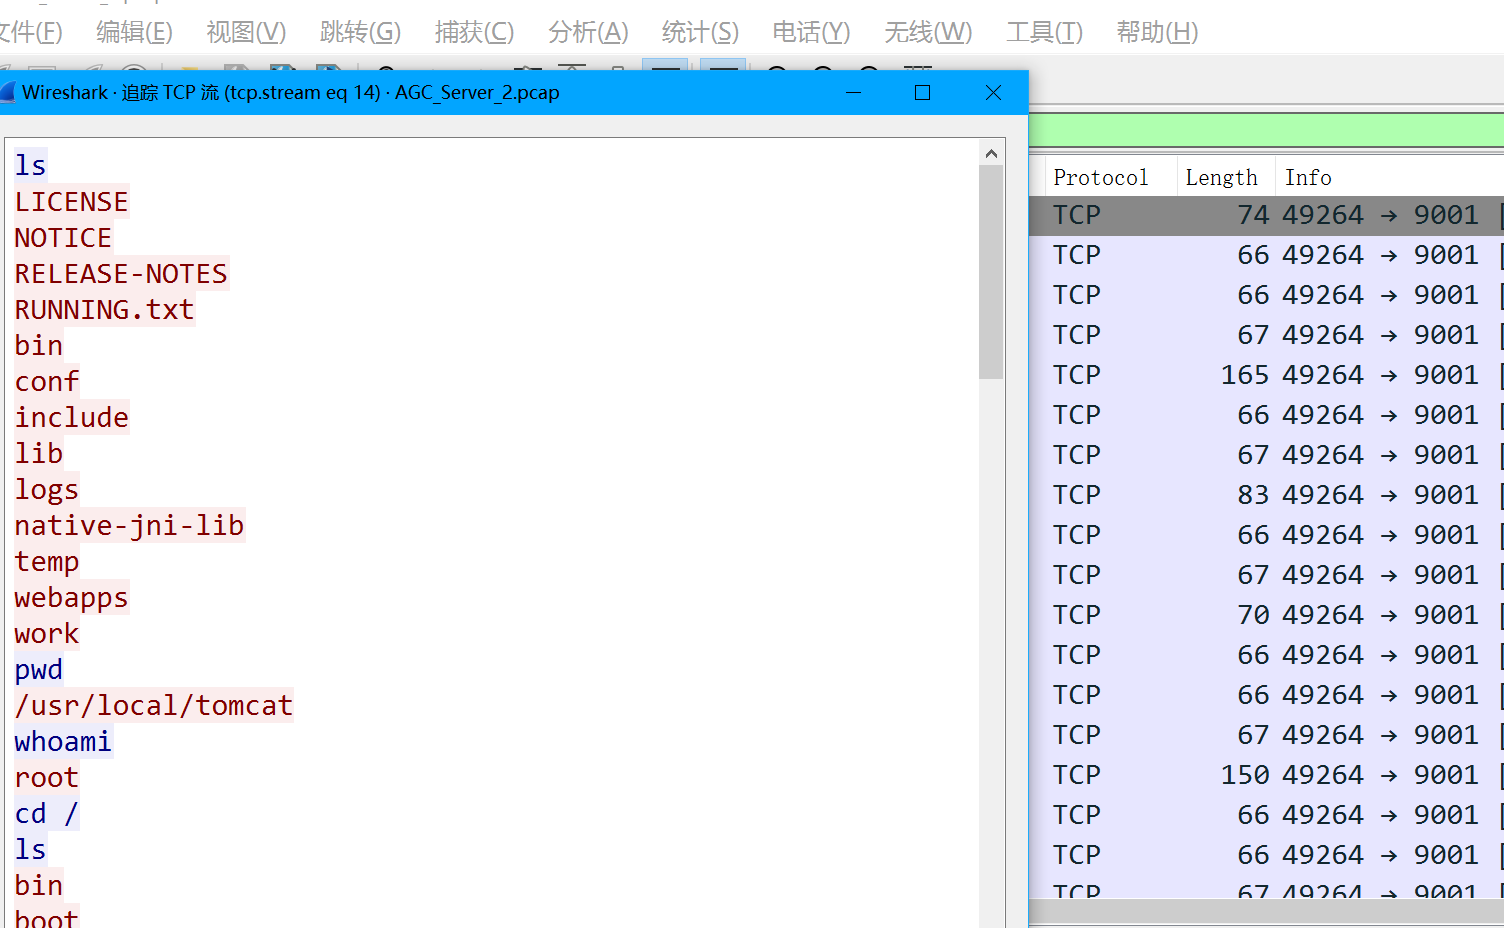 文件(F) 编辑(E) 视图(V) 跳转(G) 捕获(C) 分析(A) 统计(S) 电话(Y) 无线(W) 工具(T) 帮助(H)
Wireshark · 追踪 TCP 流 (tcp.stream eq 14) · AGC_Server_2.pcap
ls
LICENSE
NOTICE
RELEASE-NOTES
RUNNING.txt
bin
conf
include
lib
logs
native-jni-lib
temp
webapps
work
pwd
/usr/local/tomcat
whoami
root
cd /
ls
bin
boot
Protocol Length Info
TCP 74 49264 → 9001 [
TCP 66 49264 → 9001 [
TCP 66 49264 → 9001 [
TCP 67 49264 → 9001 [
TCP 165 49264 → 9001 [
TCP 66 49264 → 9001 [
TCP 67 49264 → 9001 [
TCP 83 49264 → 9001 [
TCP 66 49264 → 9001 [
TCP 67 49264 → 9001 [
TCP 70 49264 → 9001 [
TCP 66 49264 → 9001 [
TCP 66 49264 → 9001 [
TCP 67 49264 → 9001 [
TCP 150 49264 → 9001 [
TCP 66 49264 → 9001 [
TCP 66 49264 → 9001 [
TCP 67 49264 → 9001 [